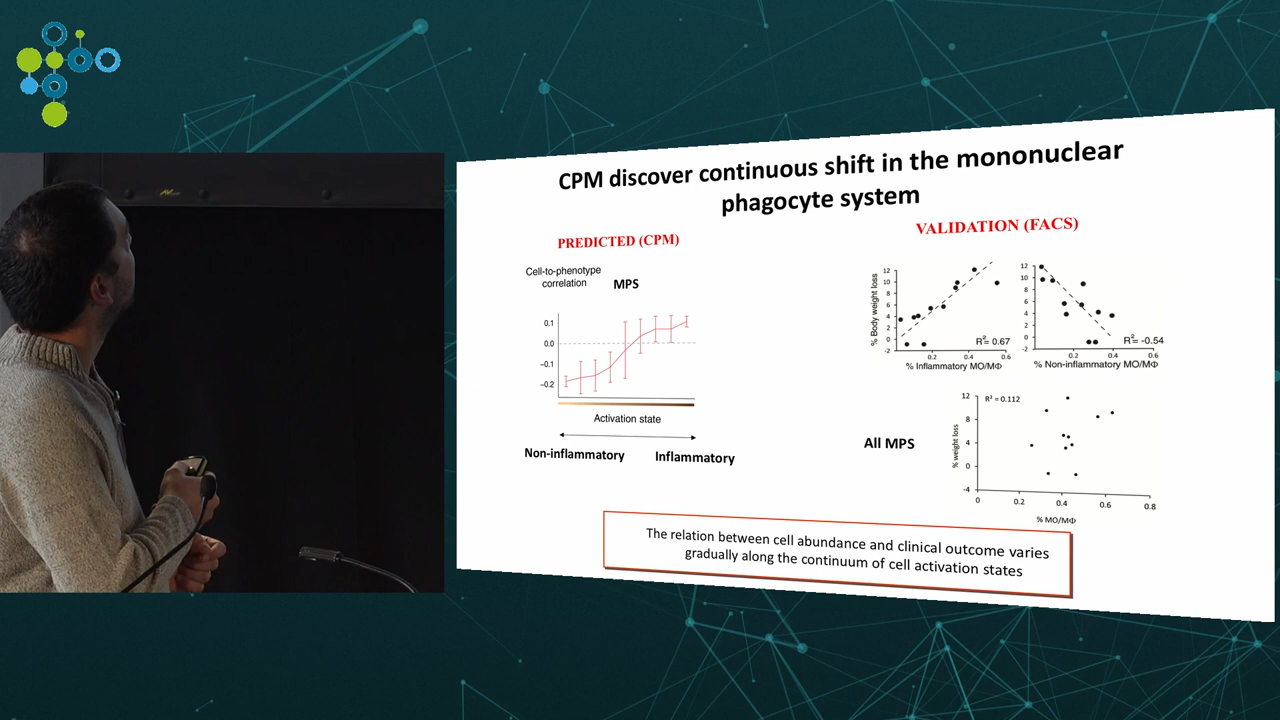 CPM discover continuous shift in the mononuclear
phagocyte system
PREDICTED (CPM)
VALIDATION (FACS)
Cell-to-phenotype
correlation
MPS
0.1
0.0
−0.1
−0.2
Activation state
Non-inflammatory
Inflammatory
% Body weight loss
12
10
8
6
4
2
0
-2
0.2
0.4
0.6
R²= 0.67
% Inflammatory MO/MΦ
12
10
8
6
4
2
0
-2
0.2
0.4
0.6
R²= -0.54
% Non-inflammatory MO/MΦ
All MPS
% weight loss
12
8
4
0
-4
R² = 0.112
0
0.2
0.4
0.6
0.8
% MO/MΦ
The relation between cell abundance and clinical outcome varies
gradually along the continuum of cell activation states